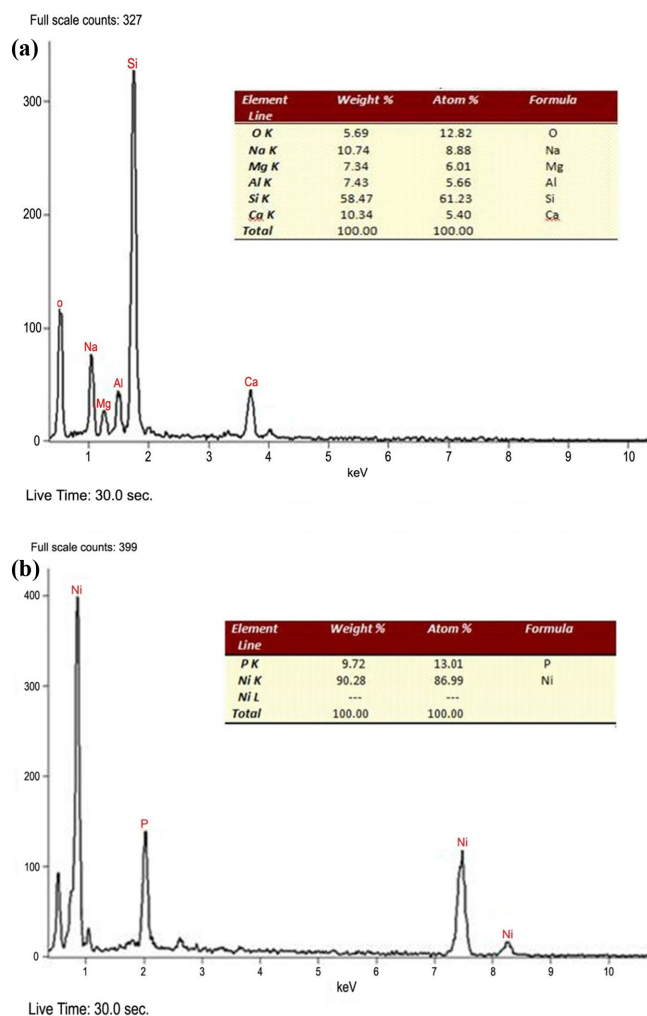 Full scale counts: 327
(a)
Si
300
200
100
0
o
Na
Mg
Al
Ca
Element Line Weight % Atom % Formula
O K 5.69 12.82 O
Na K 10.74 8.88 Na
Mg K 7.34 6.01 Mg
Al K 7.43 5.66 Al
Si K 58.47 61.23 Si
Ca K 10.34 5.40 Ca
Total 100.00 100.00
1 2 3 4 5 6 7 8 9 10
keV
Live Time: 30.0 sec.
Full scale counts: 399
(b)
Ni
400
300
200
100
0
P
Ni
Ni
Element Line Weight % Atom % Formula
P K 9.72 13.01 P
Ni K 90.28 86.99 Ni
Ni L --- ---
Total 100.00 100.00
1 2 3 4 5 6 7 8 9 10
keV
Live Time: 30.0 sec.